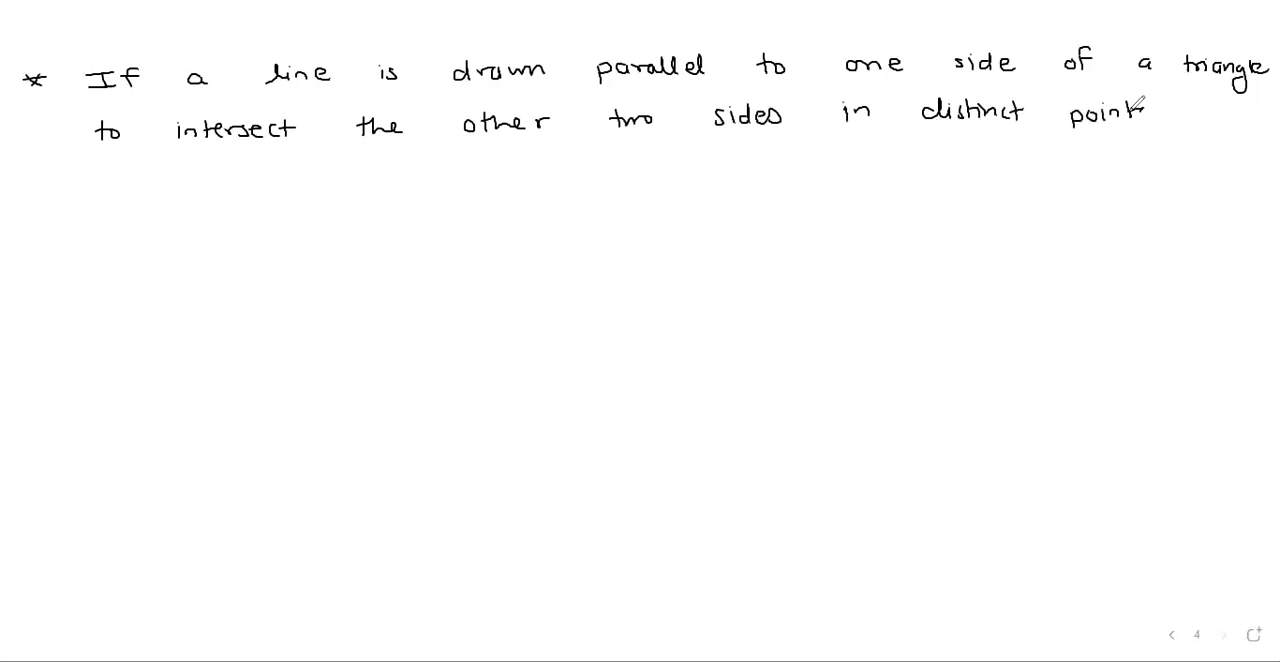 * If a line is drawn parallel to one side of a triangle
to intersect the other two sides in distinct point
4